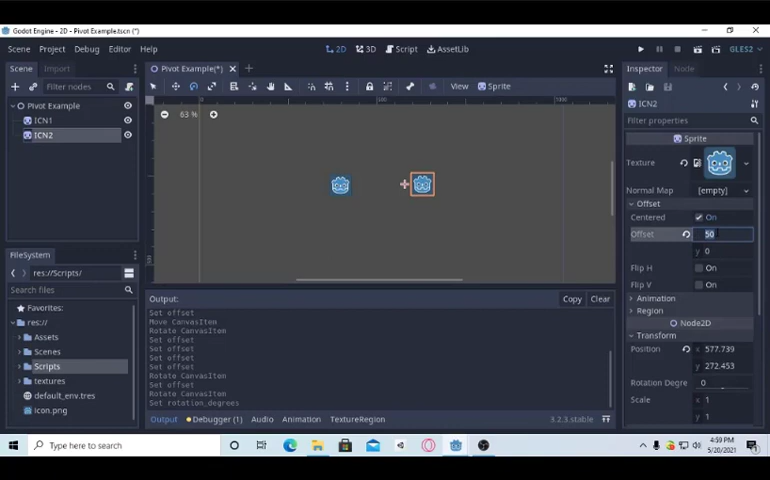 Godot Engine - 2D - Pivot Example.tscn (*)
Scene Project Debug Editor Help
2D 3D Script AssetLib
GLES2
Scene Import
Filter nodes
Pivot Example
ICN1
ICN2
Pivot Example(*)
View Sprite
0 500 1000
63 %
Inspector Node
ICN2
Filter properties
Sprite
Texture
Normal Map [empty]
Offset
Centered On
Offset 50
y 0
Flip H On
Flip V On
Animation
Region
Node2D
Transform
Position x 577.739
y 272.453
Rotation Degre 0
Scale x 1
y 1
FileSystem
res://Scripts/
Search files
Favorites:
res://
Assets
Scenes
Scripts
textures
default_env.tres
icon.png
Output:
Copy Clear
Set offset
Move CanvasItem
Rotate CanvasItem
Set offset
Set offset
Set offset
Rotate CanvasItem
Set offset
Rotate CanvasItem
Set rotation_degrees
Output Debugger (1) Audio Animation TextureRegion 3.2.3.stable
Type here to search
4:59 PM
5/20/2021